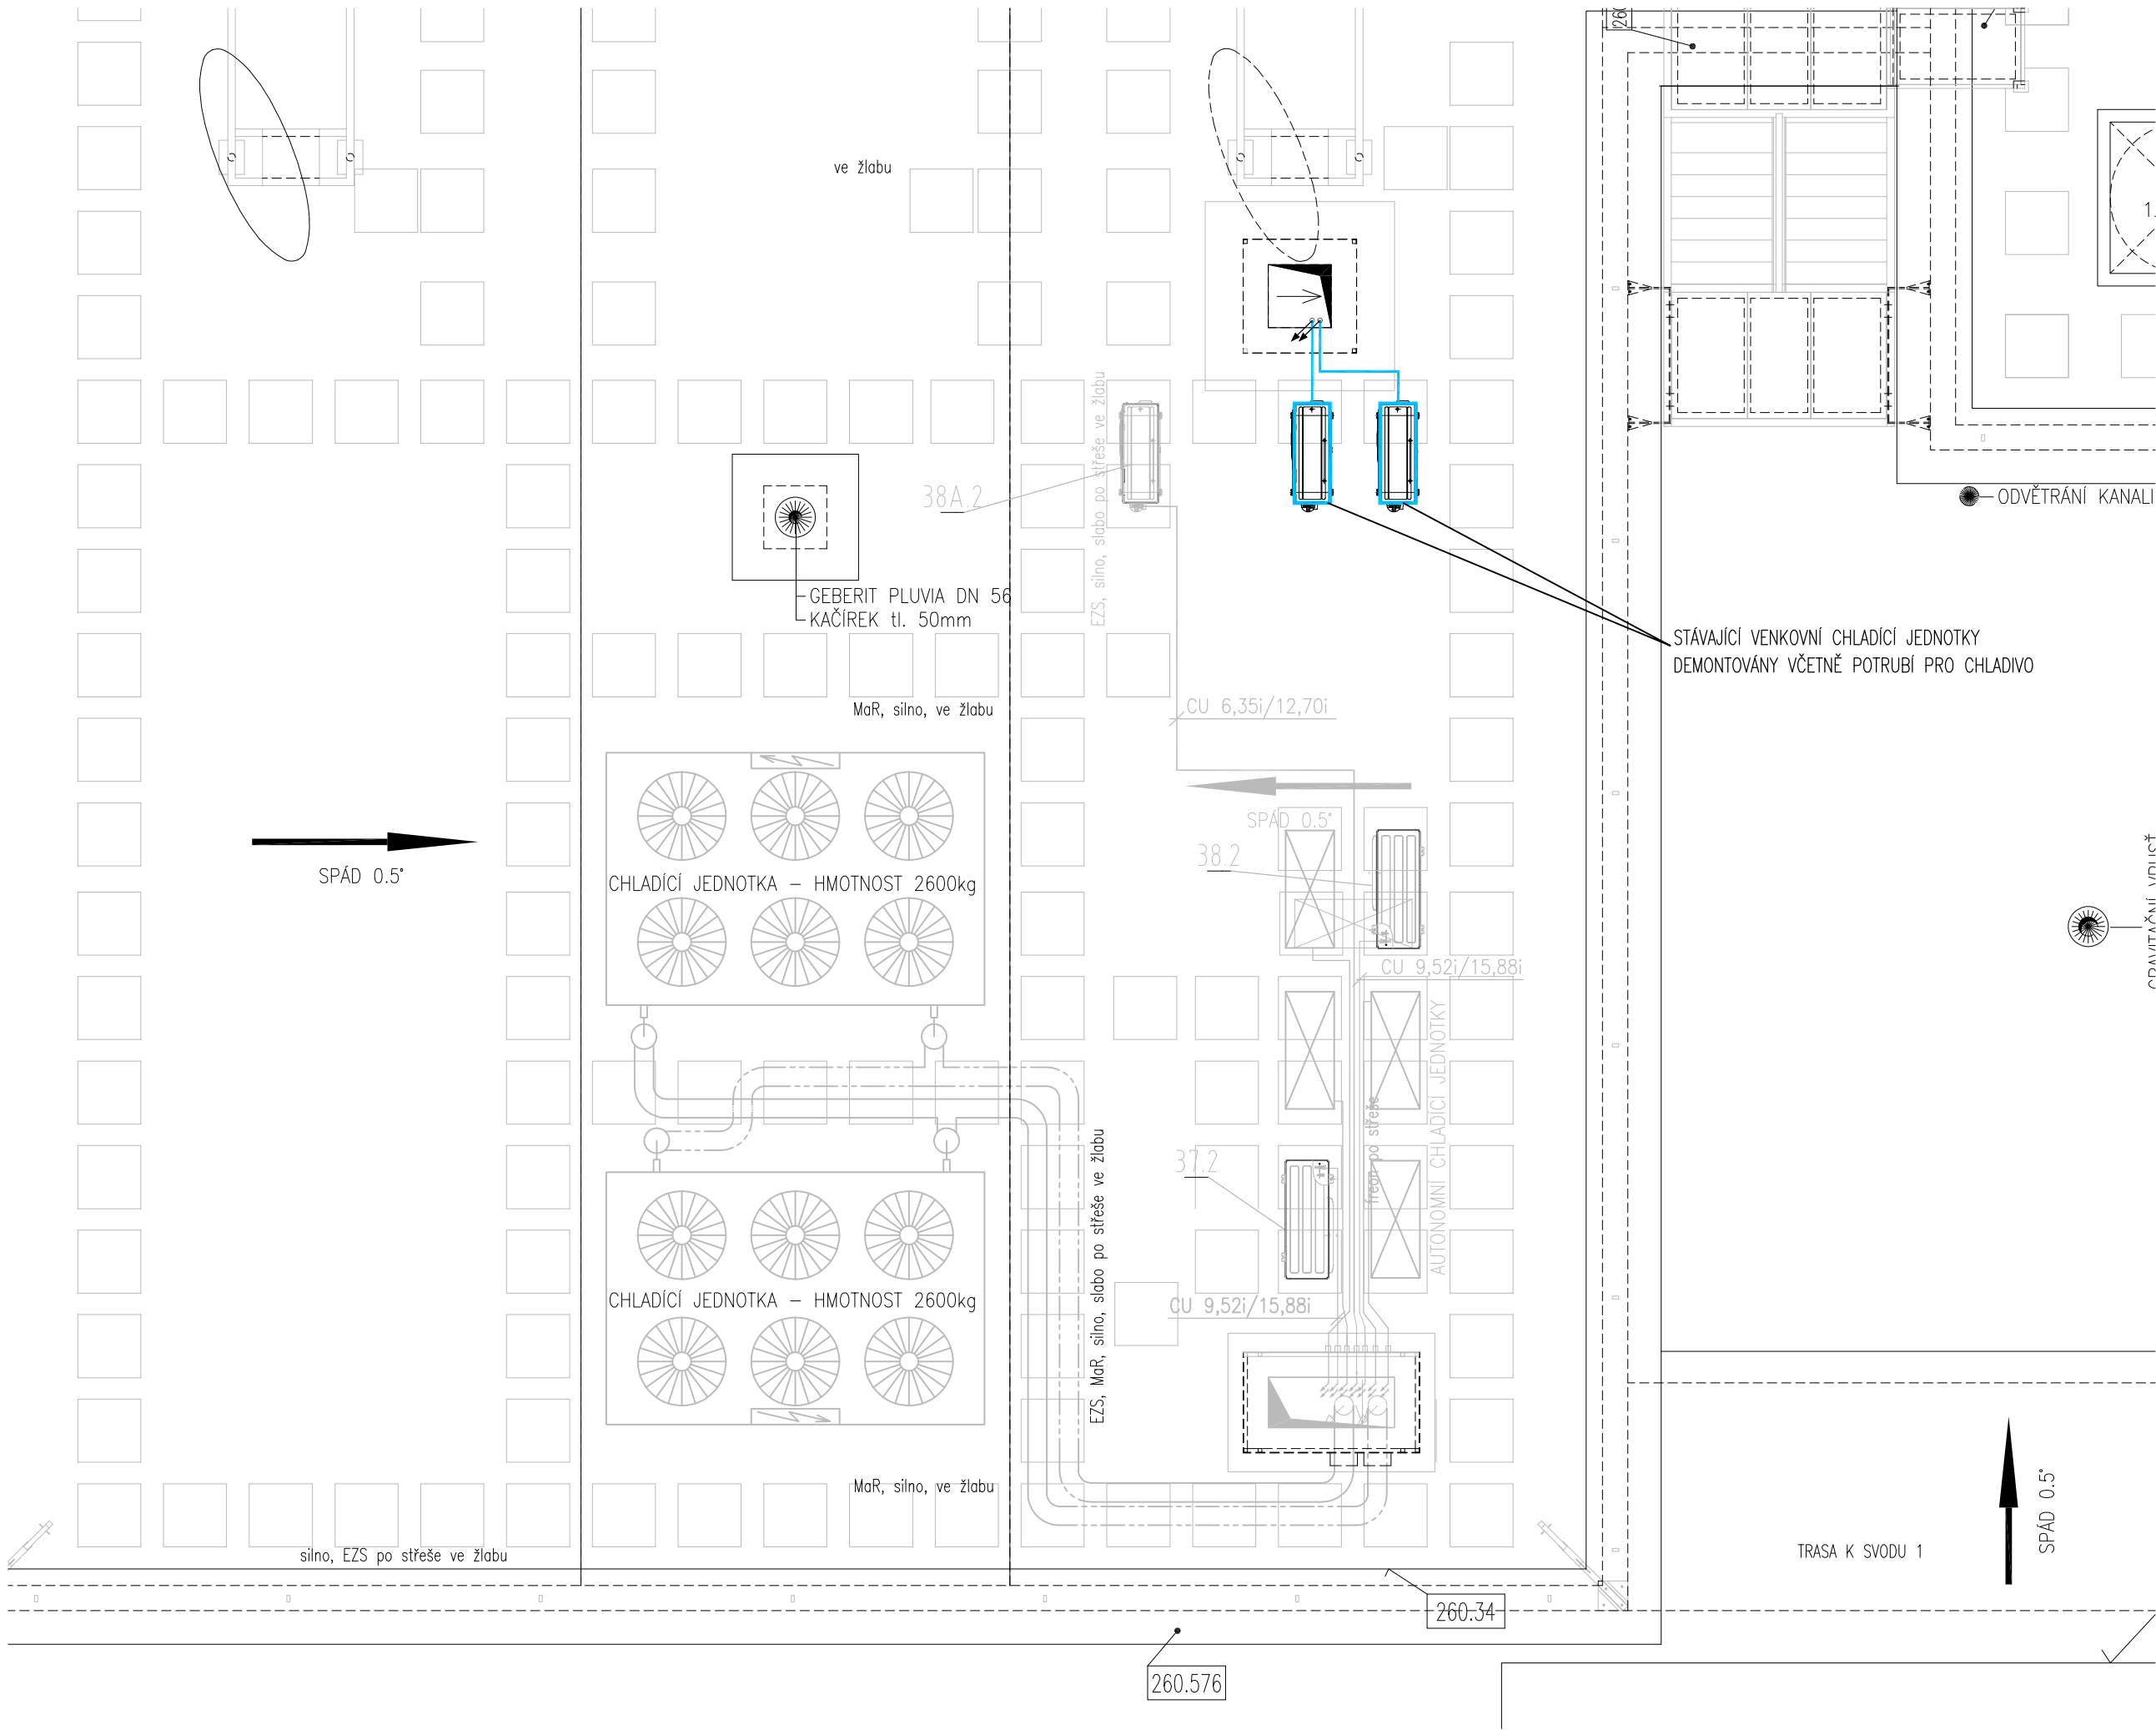 260
ve žlabu
1.
38A.2
EZS, silno, slabo po střeše ve žlabu
ODVĚTRÁNÍ KANALI
GEBERIT PLUVIA DN 56
KAČÍREK tl. 50mm
STÁVAJÍCÍ VENKOVNÍ CHLADÍCÍ JEDNOTKY
DEMONTOVÁNY VČETNĚ POTRUBÍ PRO CHLADIVO
MaR, silno, ve žlabu
CU 6,35i/12,70i
SPÁD 0.5°
SPÁD 0.5°
38.2
CHLADÍCÍ JEDNOTKA – HMOTNOST 2600kg
GRAVITAČNÍ VPUSŤ
CU 9,52i/15,88i
AUTONOMNÍ CHLADÍCÍ JEDNOTKY
freon po střeše
37.2
EZS, MaR, silno, slabo po střeše ve žlabu
CHLADÍCÍ JEDNOTKA – HMOTNOST 2600kg
CU 9,52i/15,88i
MaR, silno, ve žlabu
silno, EZS po střeše ve žlabu
TRASA K SVODU 1
SPÁD 0.5°
260.34
260.576